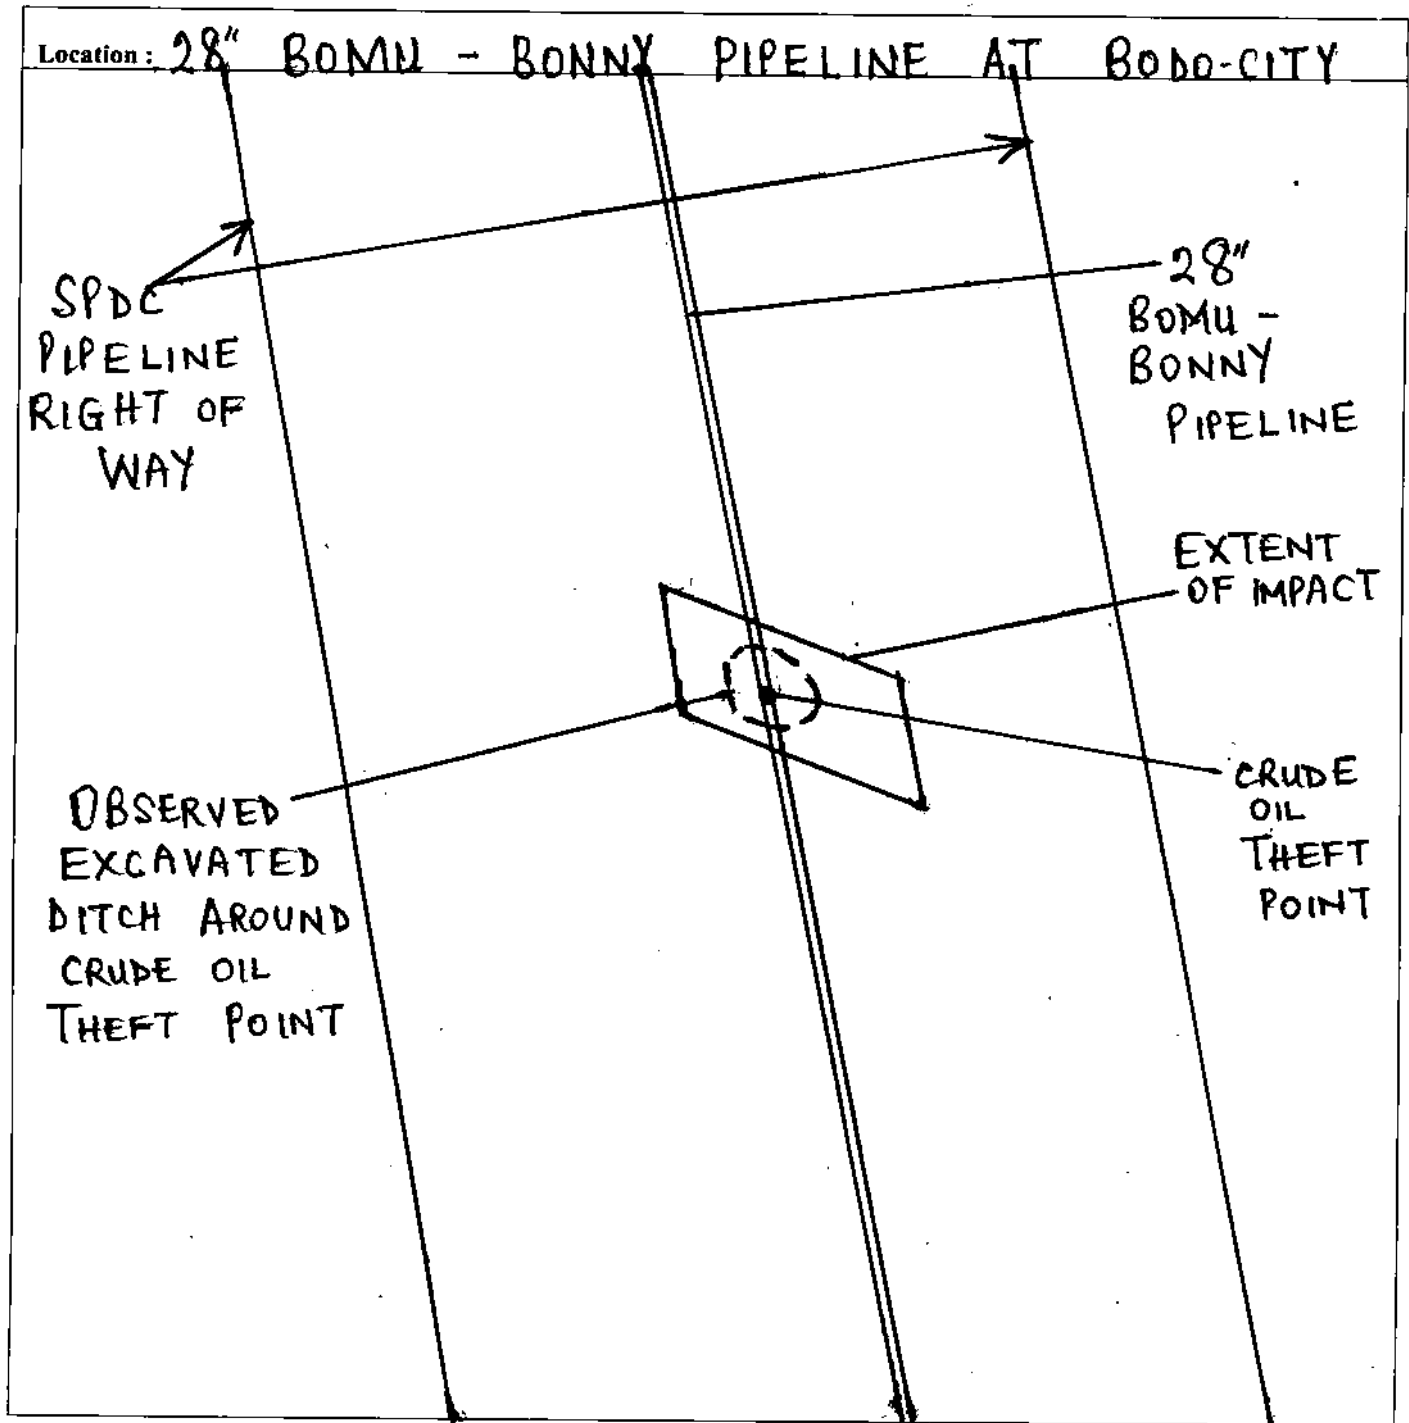 Location : 28" BOMU - BONNY PIPELINE AT BODO-CITY
SPDC
PIPELINE
RIGHT OF
WAY
28"
BOMU -
BONNY
PIPELINE
EXTENT
OF IMPACT
OBSERVED
EXCAVATED
DITCH AROUND
CRUDE OIL
THEFT POINT
CRUDE
OIL
THEFT
POINT